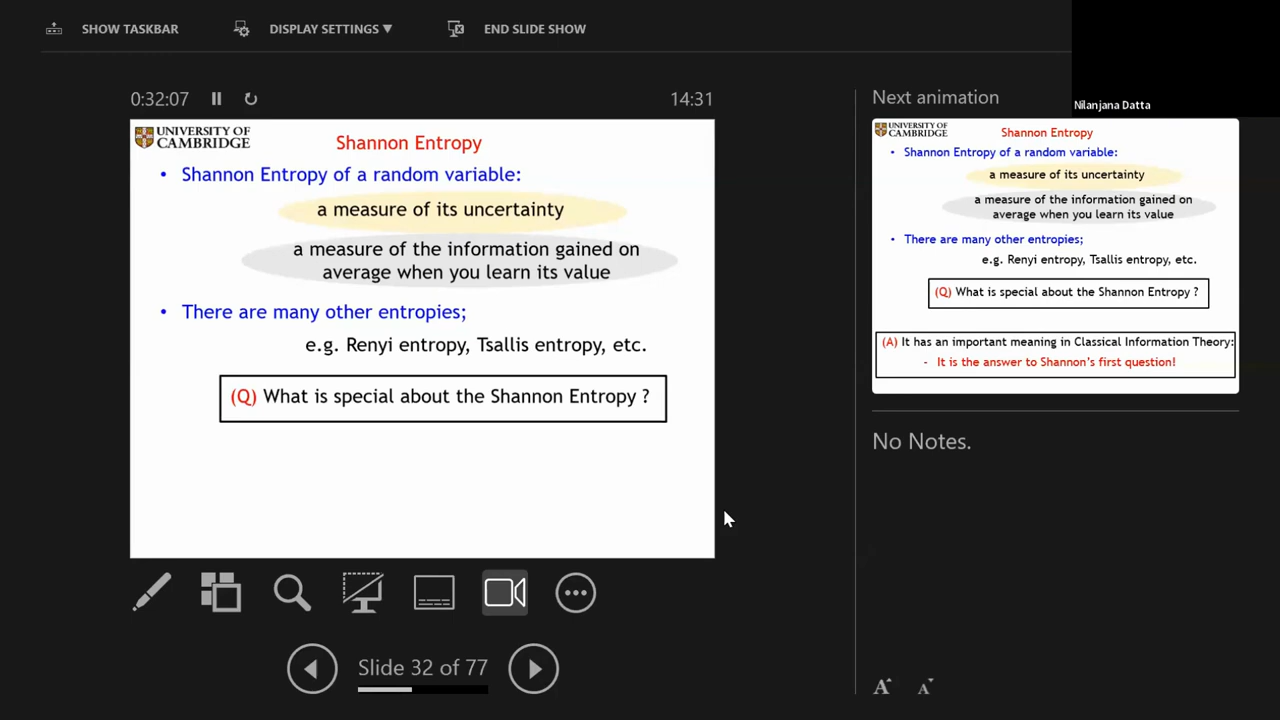 SHOW TASKBAR
DISPLAY SETTINGS ▼
END SLIDE SHOW
0:32:07
14:31
UNIVERSITY OF
CAMBRIDGE
Shannon Entropy
• Shannon Entropy of a random variable:
a measure of its uncertainty
a measure of the information gained on
average when you learn its value
• There are many other entropies;
e.g. Renyi entropy, Tsallis entropy, etc.
(Q) What is special about the Shannon Entropy ?
Slide 32 of 77
Next animation
Nilanjana Datta
UNIVERSITY OF
CAMBRIDGE
Shannon Entropy
• Shannon Entropy of a random variable:
a measure of its uncertainty
a measure of the information gained on
average when you learn its value
• There are many other entropies;
e.g. Renyi entropy, Tsallis entropy, etc.
(Q) What is special about the Shannon Entropy ?
(A) It has an important meaning in Classical Information Theory:
- It is the answer to Shannon's first question!
No Notes.
A A